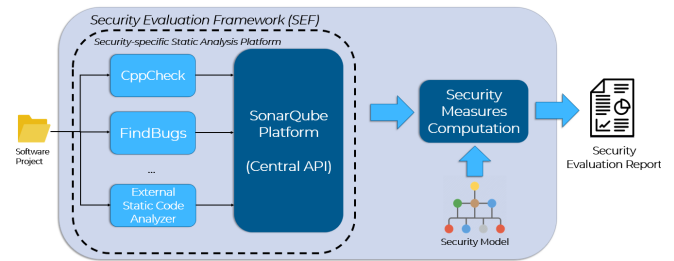 Security Evaluation Framework (SEF)
Security-specific Static Analysis Platform
CppCheck
FindBugs
...
External
Static Code
Analyzer
Software
Project
SonarQube
Platform
(Central API)
Security
Measures
Computation
Security Model
Security
Evaluation Report